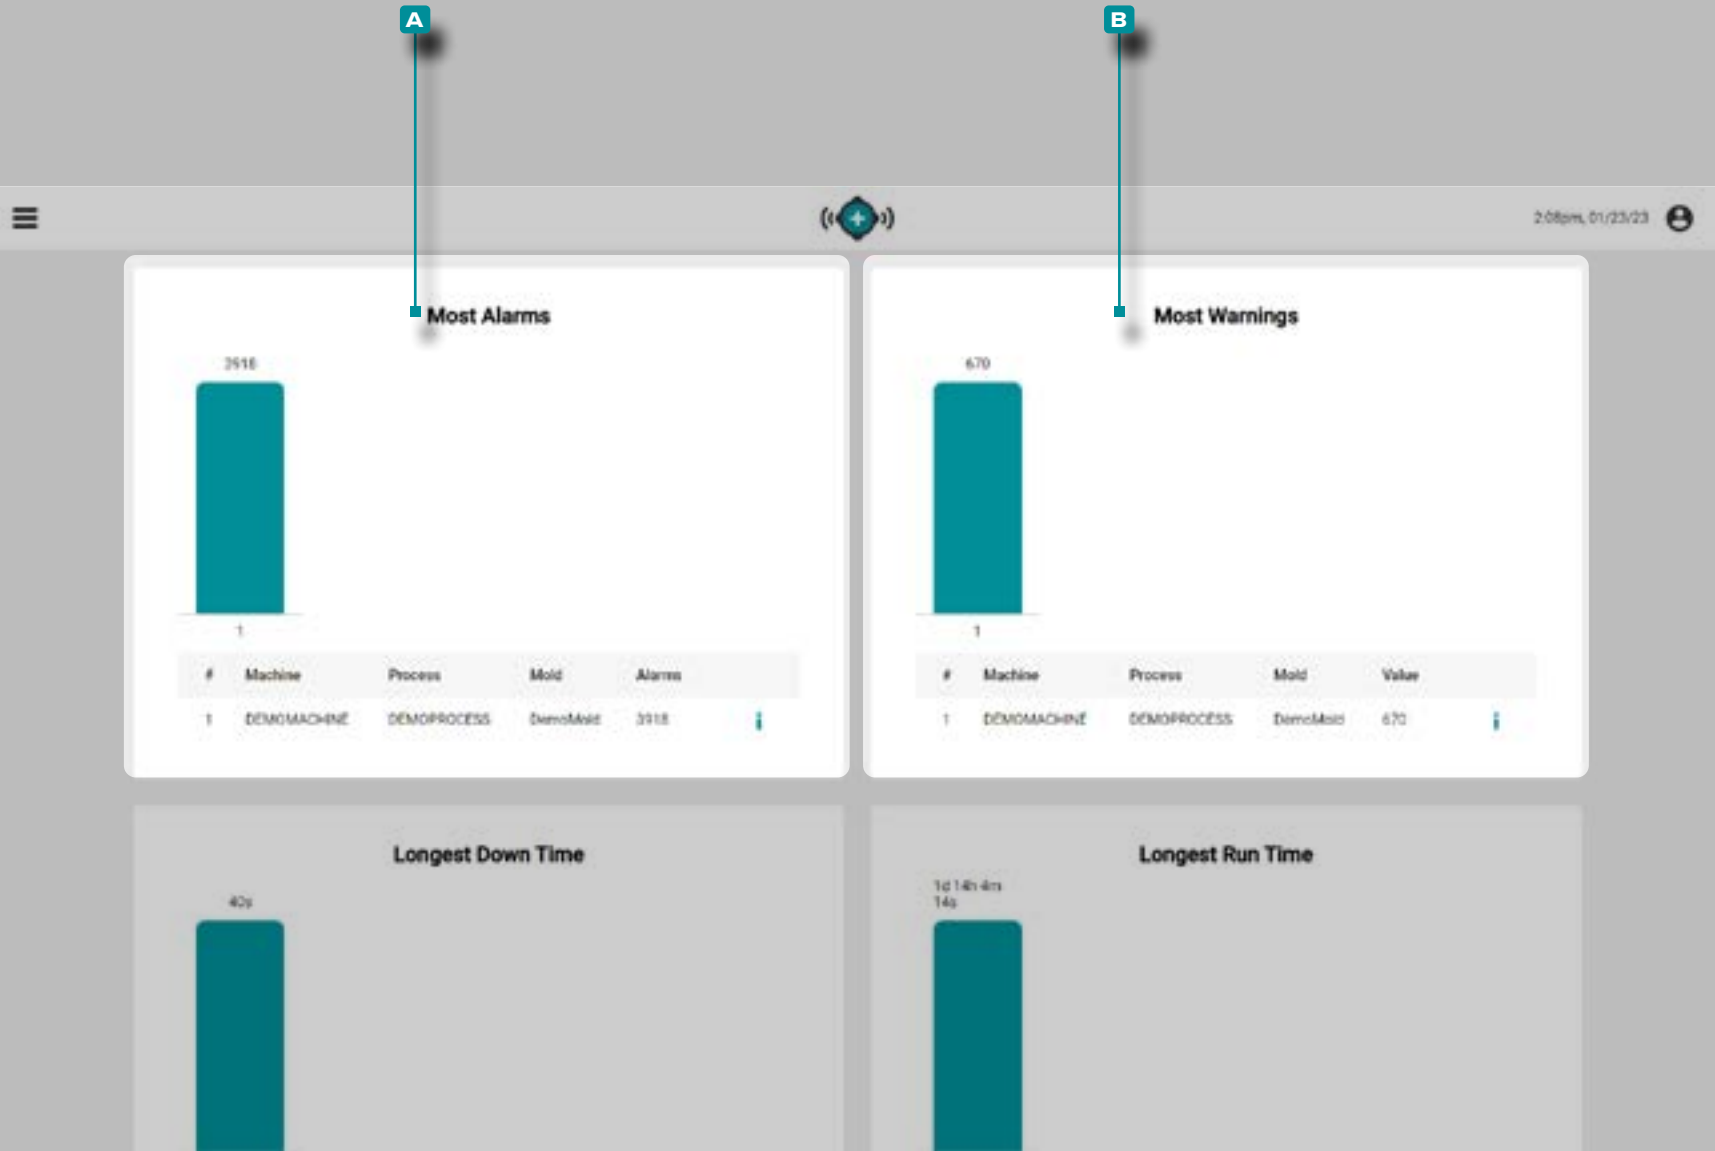 A
B
2:08pm, 01/23/23
Most Alarms
3918
1
# Machine Process Mold Alarms
1 DEMOMACHINE DEMOPROCESS DemoMold 3918
Most Warnings
670
1
# Machine Process Mold Value
1 DEMOMACHINE DEMOPROCESS DemoMold 670
Longest Down Time
40s
Longest Run Time
1d 14h 4m
14s